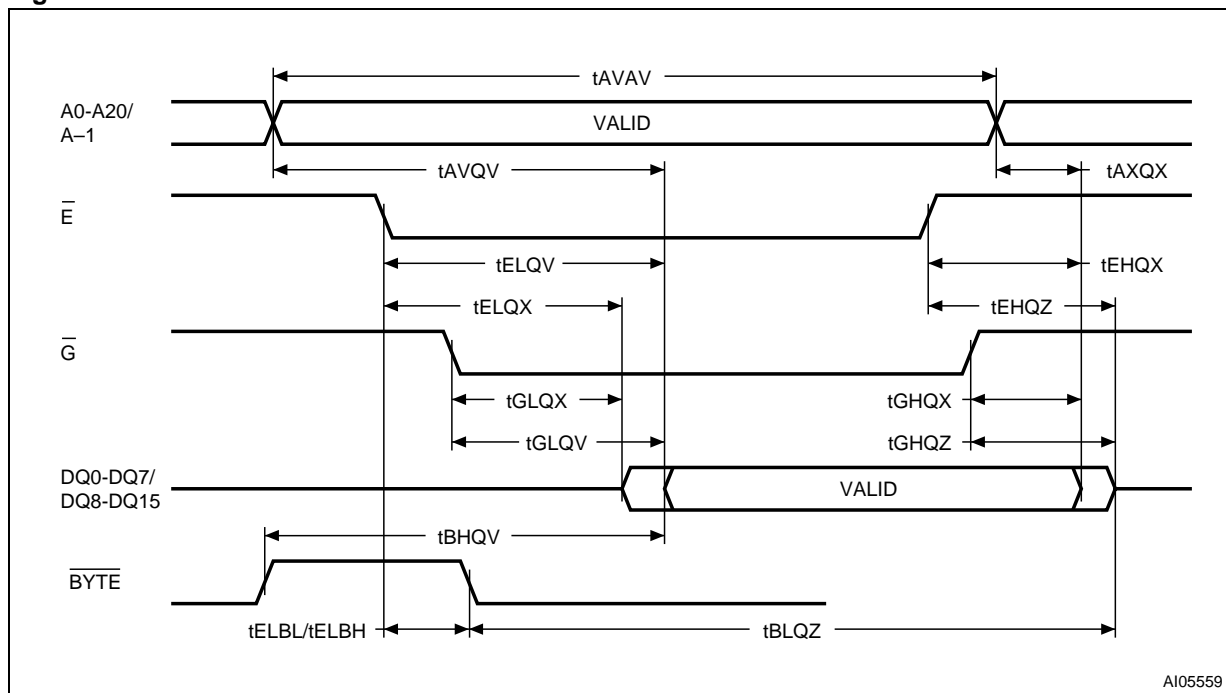 tAVAV
A0-A20/
A–1
VALID
tAVQV
tAXQX
E
tELQV
tEHQX
tELQX
tEHQZ
G
tGLQX
tGHQX
tGLQV
tGHQZ
DQ0-DQ7/
DQ8-DQ15
VALID
tBHQV
BYTE
tELBL/tELBH
tBLQZ
AI05559